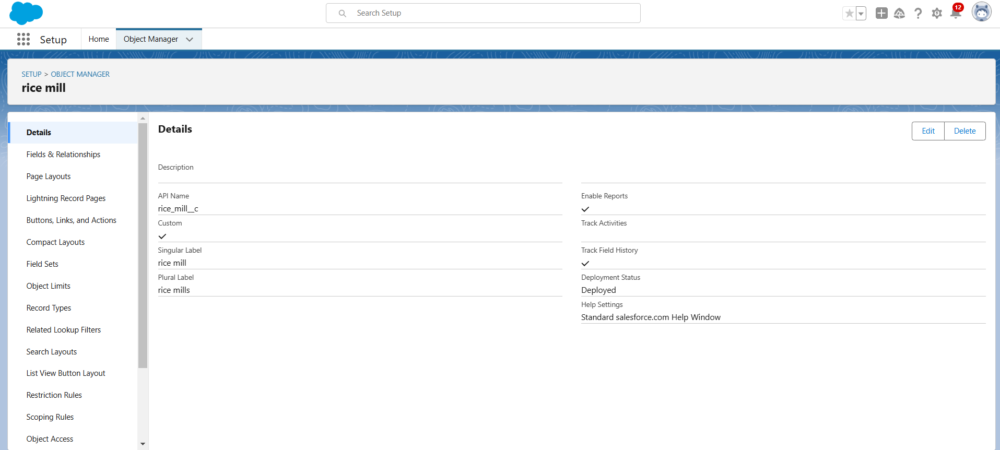 Search Setup
12
Setup
Home
Object Manager
SETUP > OBJECT MANAGER
rice mill
Details
Fields & Relationships
Page Layouts
Lightning Record Pages
Buttons, Links, and Actions
Compact Layouts
Field Sets
Object Limits
Record Types
Related Lookup Filters
Search Layouts
List View Button Layout
Restriction Rules
Scoping Rules
Object Access
Details
Edit
Delete
Description
API Name
rice_mill__c
Custom
Singular Label
rice mill
Plural Label
rice mills
Enable Reports
Track Activities
Track Field History
Deployment Status
Deployed
Help Settings
Standard salesforce.com Help Window